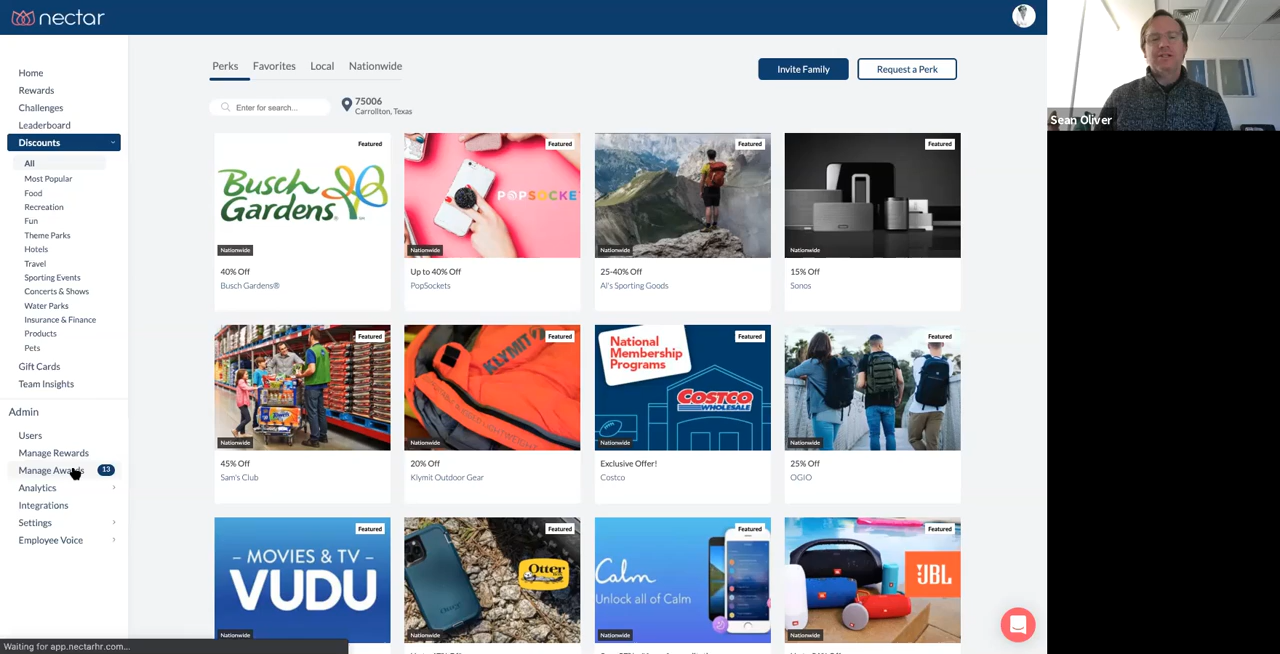 nectar
Home
Rewards
Challenges
Leaderboard
Discounts
All
Most Popular
Food
Recreation
Fun
Theme Parks
Hotels
Travel
Sporting Events
Concerts & Shows
Water Parks
Insurance & Finance
Products
Pets
Gift Cards
Team Insights
Admin
Users
Manage Rewards
Manage Awards 13
Analytics
Integrations
Settings
Employee Voice
Waiting for app.nectarhr.com...
Perks Favorites Local Nationwide
Invite Family Request a Perk
Enter for search... 75006
Carrollton, Texas
Featured
Busch
Gardens®
Nationwide
40% Off
Busch Gardens®
Featured
POPSOCKE
Nationwide
Up to 40% Off
PopSockets
Featured
Nationwide
25-40% Off
Al's Sporting Goods
Featured
Nationwide
15% Off
Sonos
Featured
Nationwide
45% Off
Sam's Club
Featured
KLYMIT
Nationwide
20% Off
Klymit Outdoor Gear
Featured
National
Membership
Programs
COSTCO
WHOLESALE
Nationwide
Exclusive Offer!
Costco
Featured
Nationwide
25% Off
OGIO
Featured
– MOVIES & TV –
VUDU
Nationwide
Featured
Otter
Nationwide
Featured
Calm
Unlock all of Calm
Nationwide
Featured
JBL
Nationwide
Sean Oliver